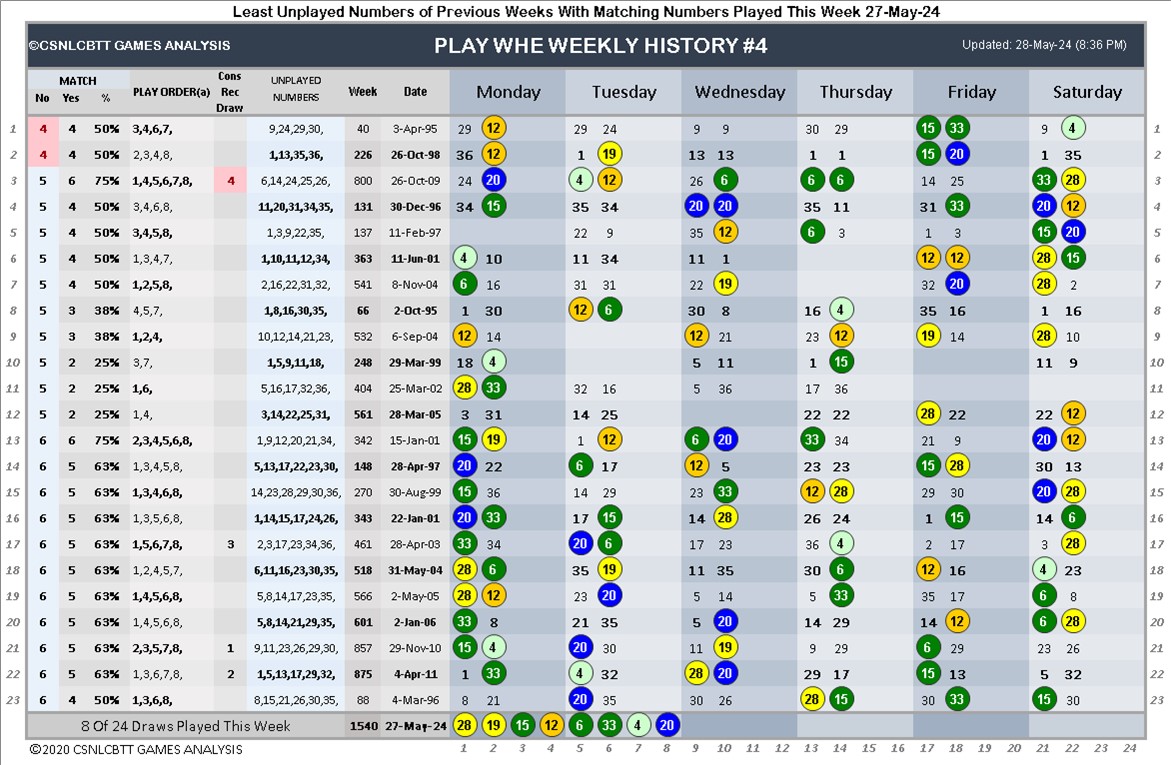 Least Unplayed Numbers of Previous Weeks With Matching Numbers Played This Week 27-May-24
©CSNLCBTT GAMES ANALYSIS PLAY WHE WEEKLY HISTORY #4 Updated: 28-May-24 (8:36 PM)
MATCH
No Yes % PLAY ORDER(a) Cons Rec Draw UNPLAYED NUMBERS Week Date Monday Tuesday Wednesday Thursday Friday Saturday
1 4 4 50% 3,4,6,7, 9,24,29,30, 40 3-Apr-95 29 12 29 24 9 9 30 29 15 33 9 4 1
2 4 4 50% 2,3,4,8, 1,13,35,36, 226 26-Oct-98 36 12 1 19 13 13 1 1 15 20 1 35 2
3 5 6 75% 1,4,5,6,7,8, 4 6,14,24,25,26, 800 26-Oct-09 24 20 4 12 26 6 6 6 14 25 33 28 3
4 5 4 50% 3,4,6,8, 11,20,31,34,35, 131 30-Dec-96 34 15 35 34 20 20 35 11 31 33 20 12 4
5 5 4 50% 3,4,5,8, 1,3,9,22,35, 137 11-Feb-97 22 9 35 12 6 3 1 3 15 20 5
6 5 4 50% 1,3,4,7, 1,10,11,12,34, 363 11-Jun-01 4 10 11 34 11 1 12 12 28 15 6
7 5 4 50% 1,2,5,8, 2,16,22,31,32, 541 8-Nov-04 6 16 31 31 22 19 32 20 28 2 7
8 5 3 38% 4,5,7, 1,8,16,30,35, 66 2-Oct-95 1 30 12 6 30 8 16 4 35 16 1 16 8
9 5 3 38% 1,2,4, 10,12,14,21,23, 532 6-Sep-04 12 14 12 21 23 12 19 14 28 10 9
10 5 2 25% 3,7, 1,5,9,11,18, 248 29-Mar-99 18 4 5 11 1 15 11 9 10
11 5 2 25% 1,6, 5,16,17,32,36, 404 25-Mar-02 28 33 32 16 5 36 17 36 11
12 5 2 25% 1,4, 3,14,22,25,31, 561 28-Mar-05 3 31 14 25 22 22 28 22 22 12 12
13 6 6 75% 2,3,4,5,6,8, 1,9,12,20,21,34, 342 15-Jan-01 15 19 1 12 6 20 33 34 21 9 20 12 13
14 6 5 63% 1,3,4,5,8, 5,13,17,22,23,30, 148 28-Apr-97 20 22 6 17 12 5 23 23 15 28 30 13 14
15 6 5 63% 1,3,4,6,8, 14,23,28,29,30,36, 270 30-Aug-99 15 36 14 29 23 33 12 28 29 30 20 28 15
16 6 5 63% 1,3,5,6,8, 1,14,15,17,24,26, 343 22-Jan-01 20 33 17 15 14 28 26 24 1 15 14 6 16
17 6 5 63% 1,5,6,7,8, 3 2,3,17,23,34,36, 461 28-Apr-03 33 34 20 6 17 23 36 4 2 17 3 28 17
18 6 5 63% 1,2,4,5,7, 6,11,16,23,30,35, 518 31-May-04 28 6 35 19 11 35 30 6 12 16 4 23 18
19 6 5 63% 1,4,5,6,8, 5,8,14,17,23,35, 566 2-May-05 28 12 23 20 5 14 5 33 35 17 6 8 19
20 6 5 63% 1,4,5,6,8, 5,8,14,21,29,35, 601 2-Jan-06 33 8 21 35 5 20 14 29 14 12 6 28 20
21 6 5 63% 2,3,5,7,8, 1 9,11,23,26,29,30, 857 29-Nov-10 15 4 20 30 11 19 9 29 6 29 23 26 21
22 6 5 63% 1,3,6,7,8, 2 1,5,13,17,29,32, 875 4-Apr-11 1 33 4 32 28 20 29 17 15 13 5 32 22
23 6 4 50% 1,3,6,8, 8,15,21,26,30,35, 88 4-Mar-96 8 21 20 35 30 26 28 15 30 33 15 30 23
8 Of 24 Draws Played This Week 1540 27-May-24 28 19 15 12 6 33 4 20
©2020 CSNLCBTT GAMES ANALYSIS 1 2 3 4 5 6 7 8 9 10 11 12 13 14 15 16 17 18 19 20 21 22 23 24